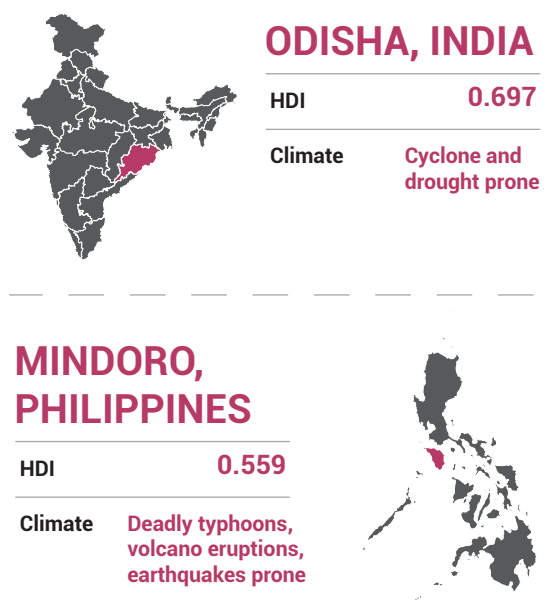 ODISHA, INDIA
HDI 0.697
Climate Cyclone and
drought prone
MINDORO,
PHILIPPINES
HDI 0.559
Climate Deadly typhoons,
volcano eruptions,
earthquakes prone